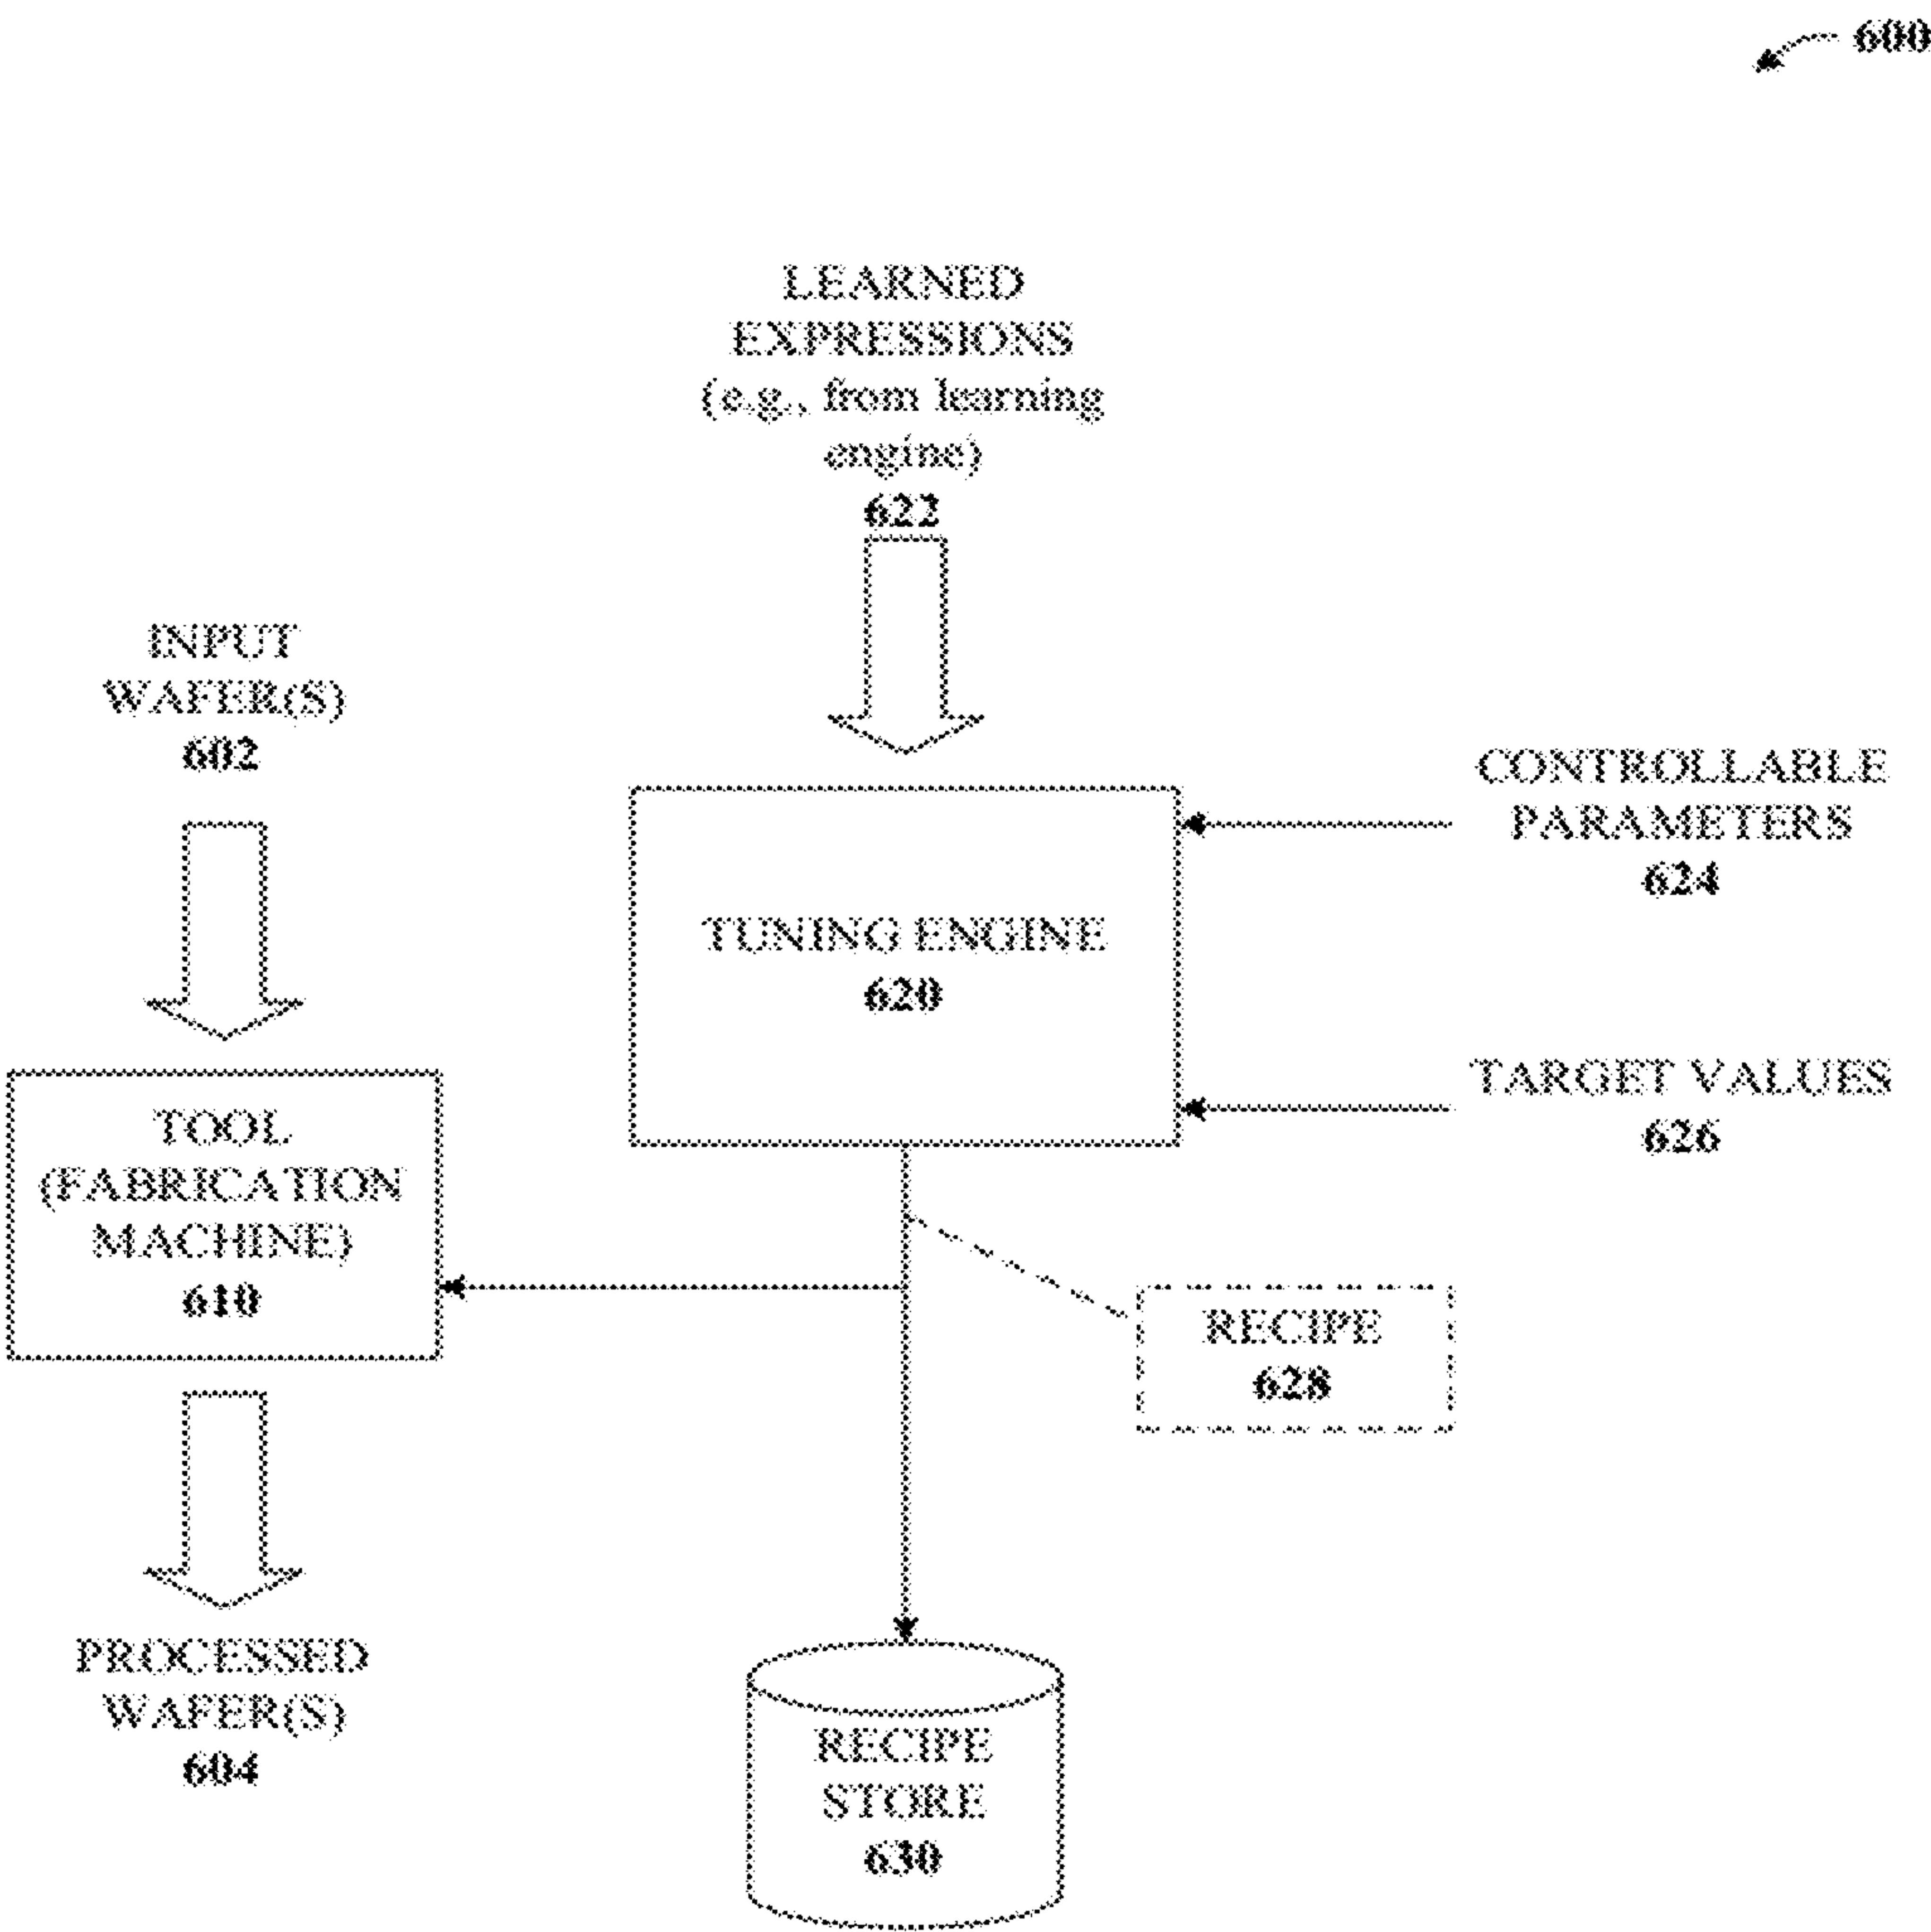 600
LEARNED
EXPRESSIONS
(e.g., from learning
engine)
622
INPUT
WAFER(S)
602
CONTROLLABLE
PARAMETERS
624
TUNING ENGINE
620
TARGET VALUES
626
TOOL
(FABRICATION
MACHINE)
610
RECIPE
628
PROCESSED
WAFER(S)
604
RECIPE
STORE
630